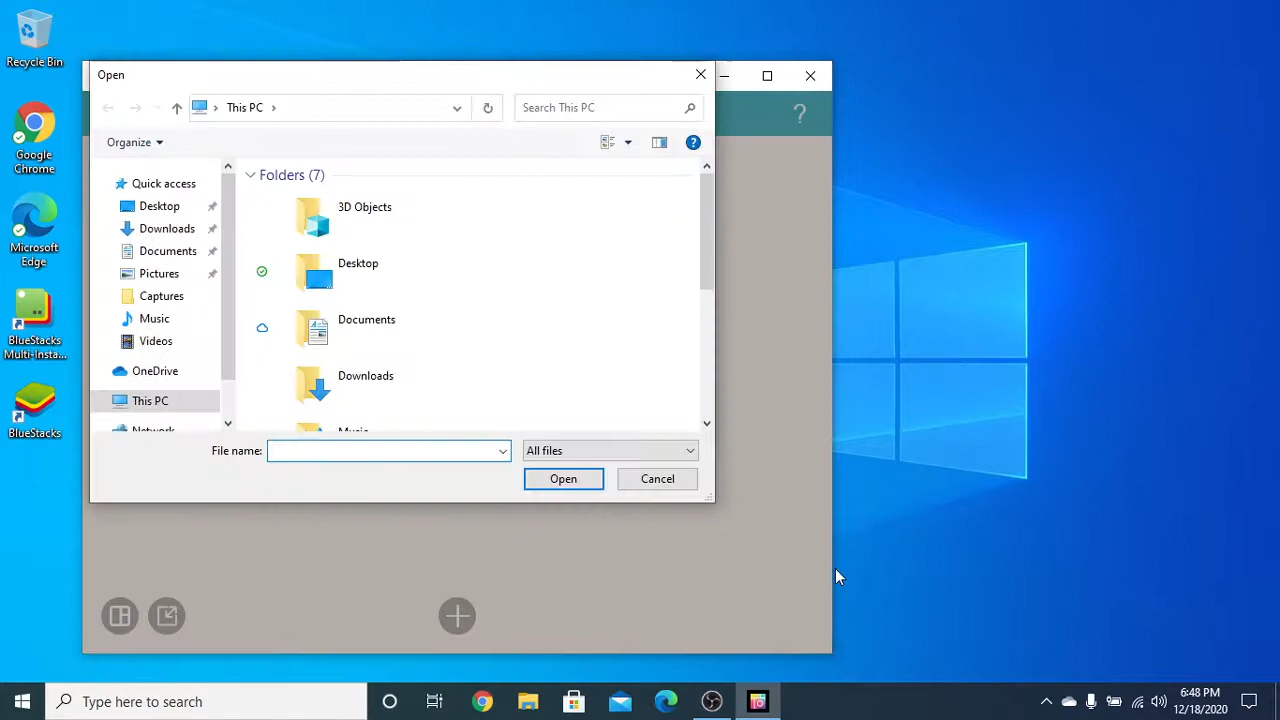 Recycle Bin
Google
Chrome
Microsoft
Edge
BlueStacks
Multi-Insta...
BlueStacks
Open
This PC
Search This PC
?
Organize
?
Quick access
Desktop
Downloads
Documents
Pictures
Captures
Music
Videos
OneDrive
This PC
Network
Folders (7)
3D Objects
Desktop
Documents
Downloads
Music
File name:
All files
Open
Cancel
Type here to search
6:48 PM
12/18/2020